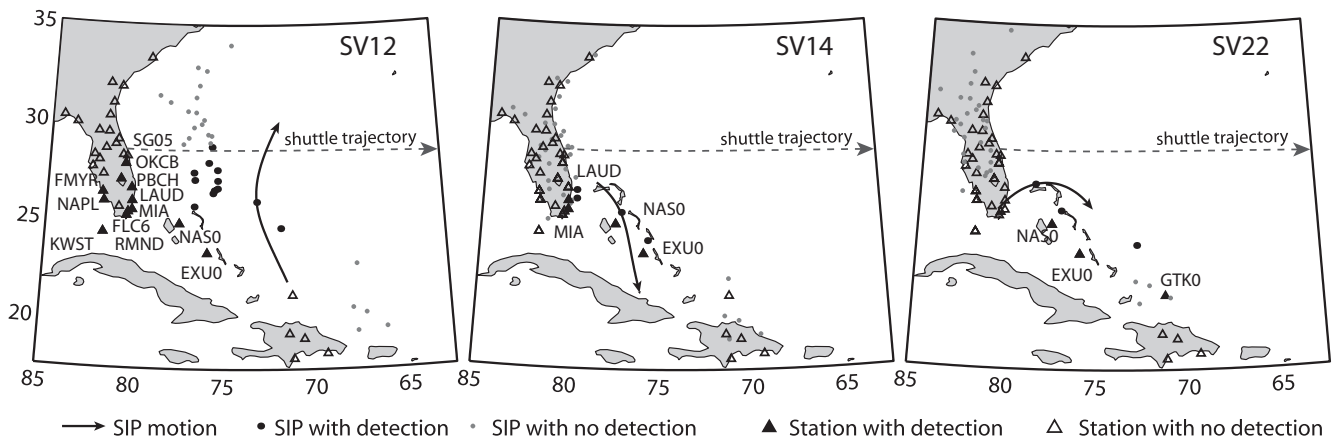 35
30
25
20
SV12
shuttle trajectory
SG05
OKCB
FMYR
PBCH
NAPL
LAUD
MIA
FLC6
KWST
RMND
NAS0
EXU0
85
80
70
65
SV14
shuttle trajectory
LAUD
NAS0
MIA
EXU0
85
80
75
70
65
SV22
shuttle trajectory
NAS0
EXU0
GTK0
85
80
75
70
65
SIP motion
SIP with detection
SIP with no detection
Station with detection
Station with no detection